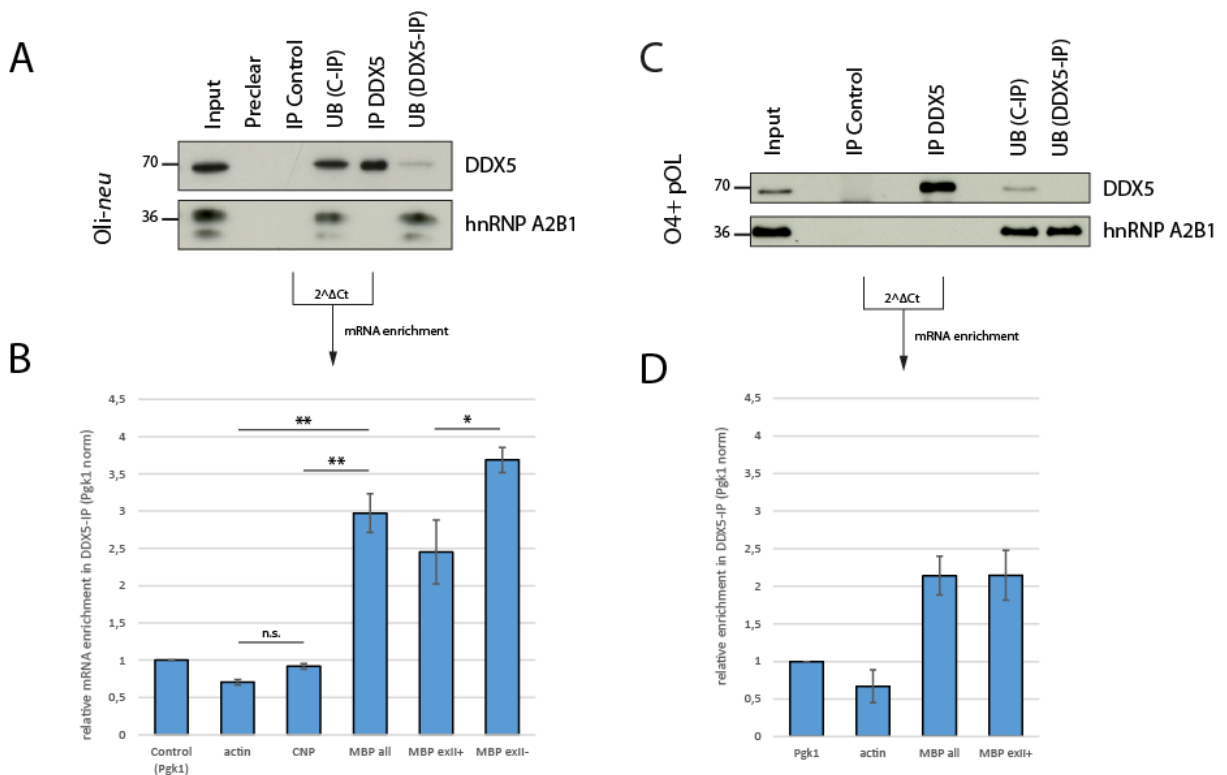 A
Input
Preclear
IP Control
UB (C-IP)
IP DDX5
UB (DDX5-IP)
Oli-neu
70
DDX5
36
hnRNP A2B1
2^ΔCt
mRNA enrichment
B
relative mRNA enrichment in DDX5-IP (Pgk1 norm)
4,5
4
3,5
3
2,5
2
1,5
1
0,5
0
**
**
*
n.s.
Control
(Pgk1)
actin
CNP
MBP all
MBP exII+
MBP exII-
C
Input
IP Control
IP DDX5
UB (C-IP)
UB (DDX5-IP)
O4+ pOL
70
DDX5
36
hnRNP A2B1
2^ΔCt
mRNA enrichment
D
relative enrichment in DDX5-IP (Pgk1 norm)
4,5
4
3,5
3
2,5
2
1,5
1
0,5
0
Pgk1
actin
MBP all
MBP exII+